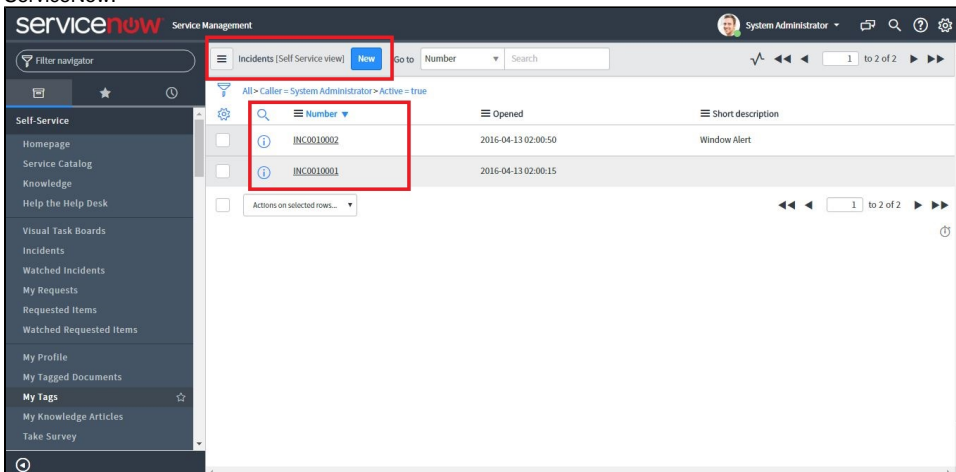 ServiceNow.
servicenow Service Management
System Administrator
Filter navigator
Incidents [Self Service view] New Go to Number Search 1 to 2 of 2
All > Caller = System Administrator > Active = true
Number Opened Short description
INC0010002 2016-04-13 02:00:50 Window Alert
INC0010001 2016-04-13 02:00:15
Actions on selected rows... 1 to 2 of 2
Self-Service
Homepage
Service Catalog
Knowledge
Help the Help Desk
Visual Task Boards
Incidents
Watched Incidents
My Requests
Requested Items
Watched Requested Items
My Profile
My Tagged Documents
My Tags
My Knowledge Articles
Take Survey